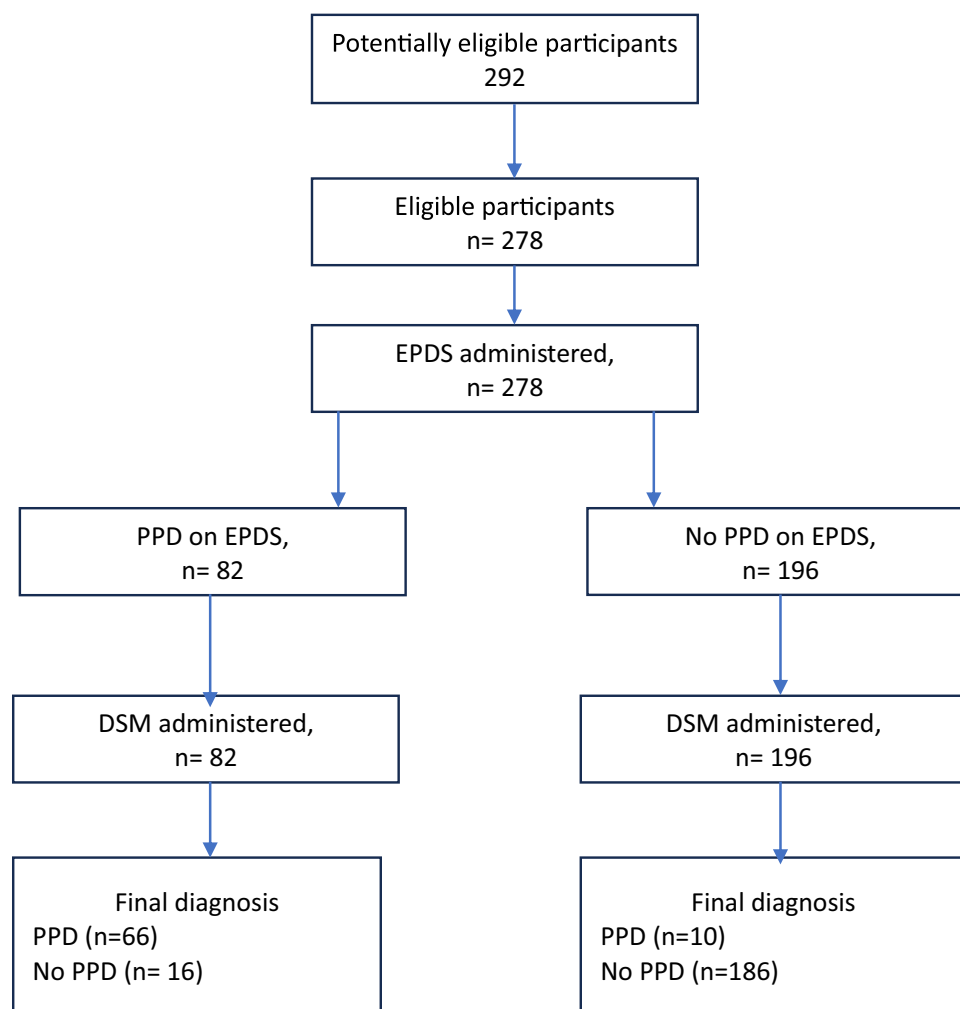 Potentially eligible participants
292
Eligible participants
n= 278
EPDS administered,
n= 278
PPD on EPDS,
n= 82
No PPD on EPDS,
n= 196
DSM administered,
n= 82
DSM administered,
n= 196
Final diagnosis
PPD (n=66)
No PPD (n= 16)
Final diagnosis
PPD (n=10)
No PPD (n=186)